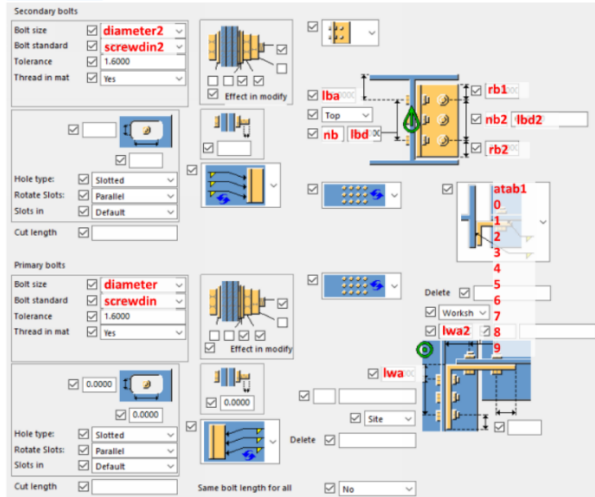 Secondary bolts
Bolt size diameter2
Bolt standard screwdin2
Tolerance 1.6000
Thread in mat Yes
Effect in modify
lba
Top
nb lbd
rb1
nb2 lbd2
rb2
Hole type: Slotted
Rotate Slots: Parallel
Slots in Default
Cut length
atab1
0
1
2
3
4
5
6
7
8
9
Primary bolts
Bolt size diameter
Bolt standard screwdin
Tolerance 1.6000
Thread in mat Yes
Effect in modify
Delete
Worksh
lwa2
lwa
0.0000
0.0000
0.0000
Site
Delete
Hole type: Slotted
Rotate Slots: Parallel
Slots in Default
Cut length
Same bolt length for all No